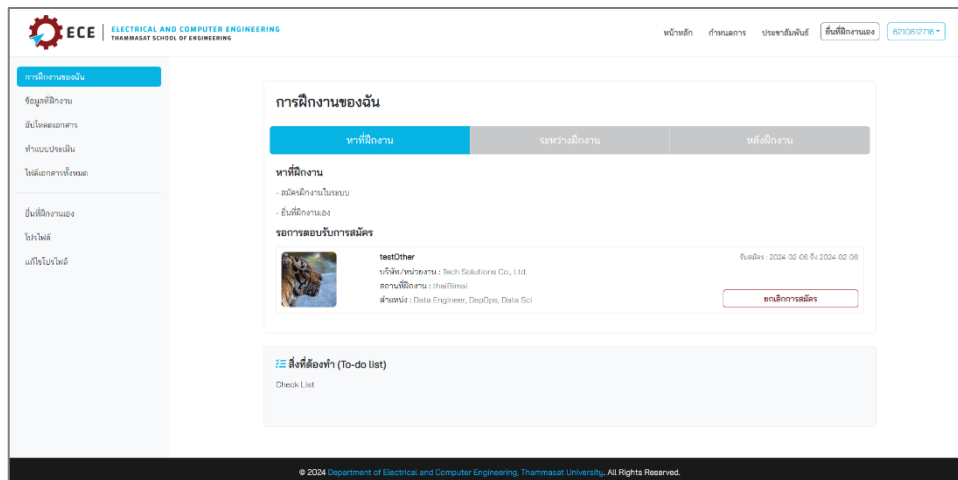 ECE
ELECTRICAL AND COMPUTER ENGINEERING
THAMMASAT SCHOOL OF ENGINEERING
หน้าหลัก กำหนดการ ประชาสัมพันธ์ ยื่นที่ฝึกงานเอง 6210612716
การฝึกงานของฉัน
ข้อมูลที่ฝึกงาน
อัปโหลดเอกสาร
ทำแบบประเมิน
ไฟล์เอกสารทั้งหมด
ยื่นที่ฝึกงานเอง
โปรไฟล์
แก้ไขโปรไฟล์
การฝึกงานของฉัน
หาที่ฝึกงาน ระหว่างฝึกงาน หลังฝึกงาน
หาที่ฝึกงาน
- สมัครฝึกงานในระบบ
- ยื่นที่ฝึกงานเอง
รอการตอบรับการสมัคร
testOther
รับสมัคร : 2024-02-06 ถึง 2024-02-06
บริษัท/หน่วยงาน : Tech Solutions Co., Ltd.
สถานที่ฝึกงาน : thaiBimai
ตำแหน่ง : Data Engineer, DepOps, Data Sci
ยกเลิกการสมัคร
สิ่งที่ต้องทำ (To-do list)
Check List
© 2024 Department of Electrical and Computer Engineering, Thammasat University. All Rights Reserved.